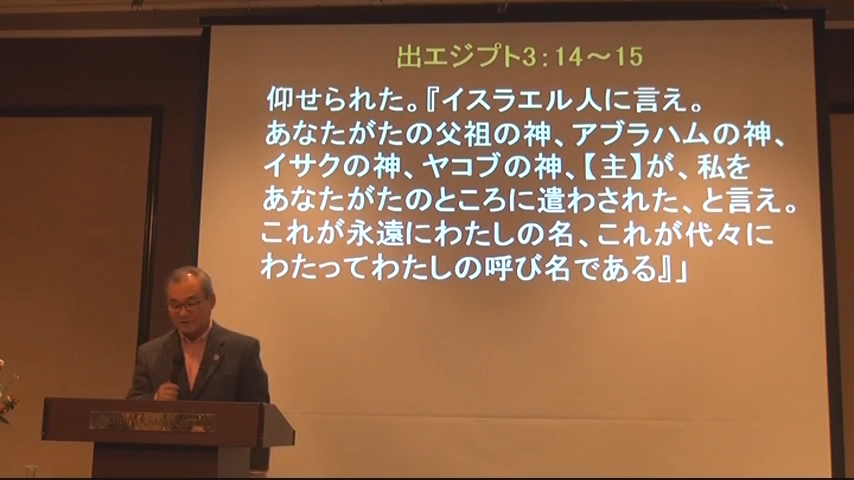 出エジプト3：14～15
仰せられた。『イスラエル人に言え。
あなたがたの父祖の神、アブラハムの神、
イサクの神、ヤコブの神、【主】が、私を
あなたがたのところに遣わされた、と言え。
これが永遠にわたしの名、これが代々に
わたってわたしの呼び名である』」